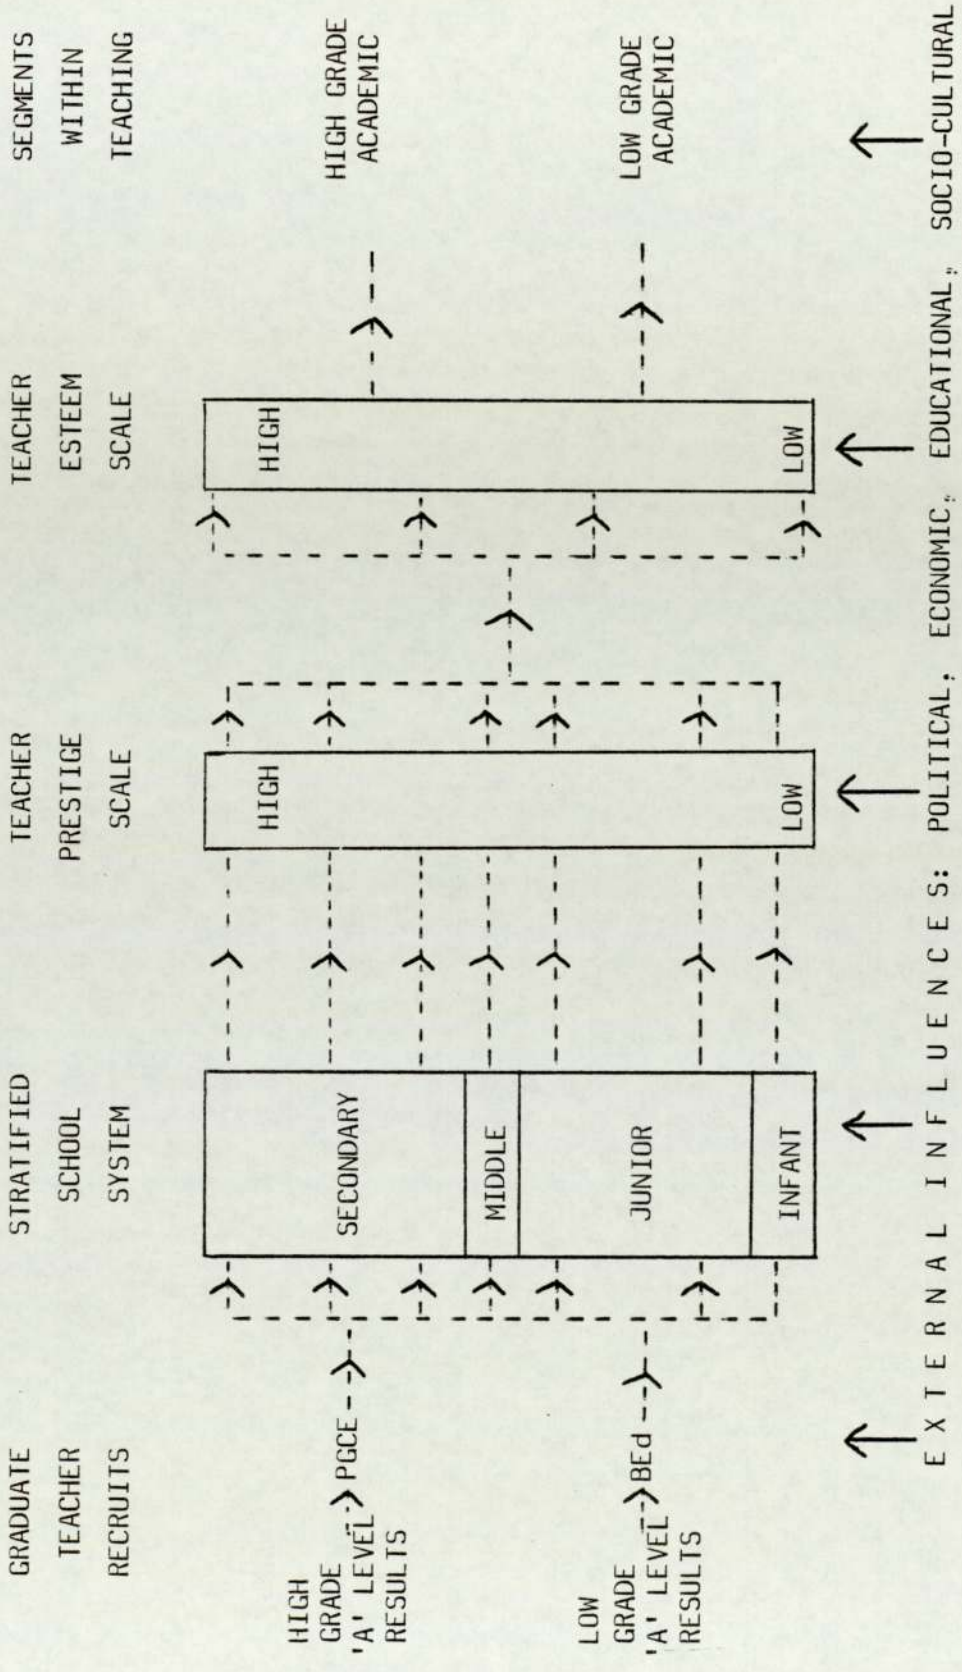 GRADUATE
TEACHER
RECRUITS
STRATIFIED
SCHOOL
SYSTEM
TEACHER
PRESTIGE
SCALE
TEACHER
ESTEEM
SCALE
SEGMENTS
WITHIN
TEACHING
HIGH
GRADE
'A' LEVEL
RESULTS
PGCE
LOW
GRADE
'A' LEVEL
RESULTS
BEd
SECONDARY
MIDDLE
JUNIOR
INFANT
HIGH
LOW
HIGH
LOW
HIGH GRADE
ACADEMIC
LOW GRADE
ACADEMIC
EXTERNAL INFLUENCES: POLITICAL, ECONOMIC, EDUCATIONAL, SOCIO-CULTURAL